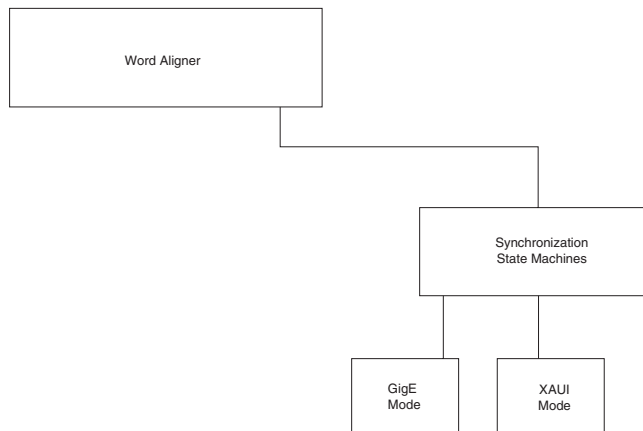 Word Aligner
Synchronization
State Machines
GigE
Mode
XAUI
Mode